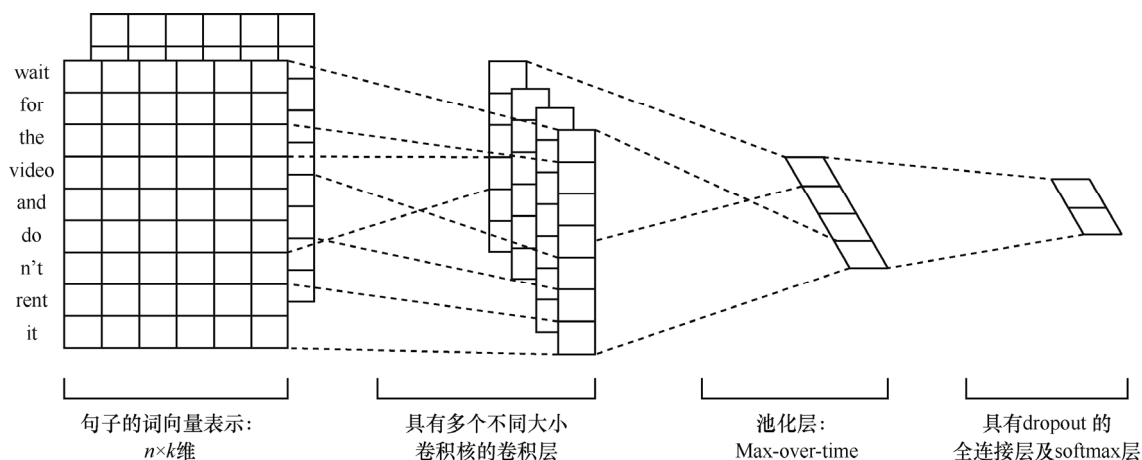 wait
for
the
video
and
do
n't
rent
it
句子的词向量表示：
n×k维
具有多个不同大小
卷积核的卷积层
池化层：
Max-over-time
具有dropout 的
全连接层及softmax层